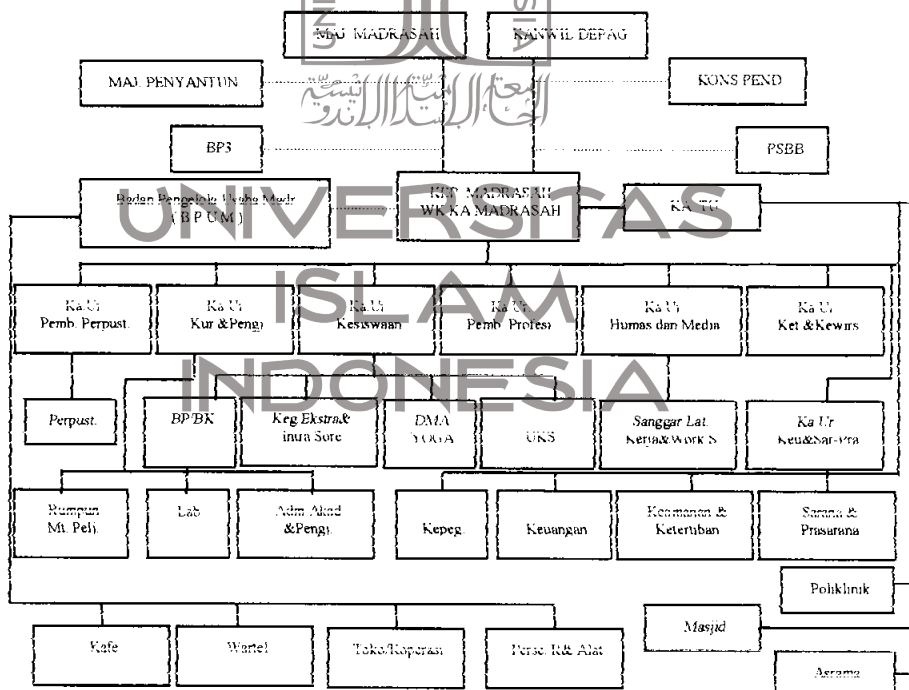 MAJ. MADRASAH
KANWIL DEPAG
MAJ. PENYANTUN
KONS PEND
BP3
PSBB
Badan Pengelola Usaha Madr.
( B P U M )
KEP. MADRASAH
WK KA MADRASAH
KA. TU
UNIVERSITAS
ISLAM
INDONESIA
Ka.Ur
Pemb. Perpust.
Ka Ur
Kur &Pengj
Ka.Ur
Kesiswaan
Ka Ur.
Pemb. Profesi
Ka Ur
Humas dan Media
Ka Ur
Ket &Kewirs
Perpust.
BP/BK
Keg Ekstra&
intra Sore
DMA
YOGA
UKS
Sanggar Lat.
Kerja&Work S
Ka Ur
Keu&Sar-Pra
Rumpun
Mt. Pelj.
Lab
Adm Akad
&Pengj.
Kepeg.
Keuangan
Keamanan &
Ketertiban
Sarana &
Prasarana
Poliklinik
Kafe
Wartel
Toko/Koperasi
Perse. R& Alat
Masjid
Asrama